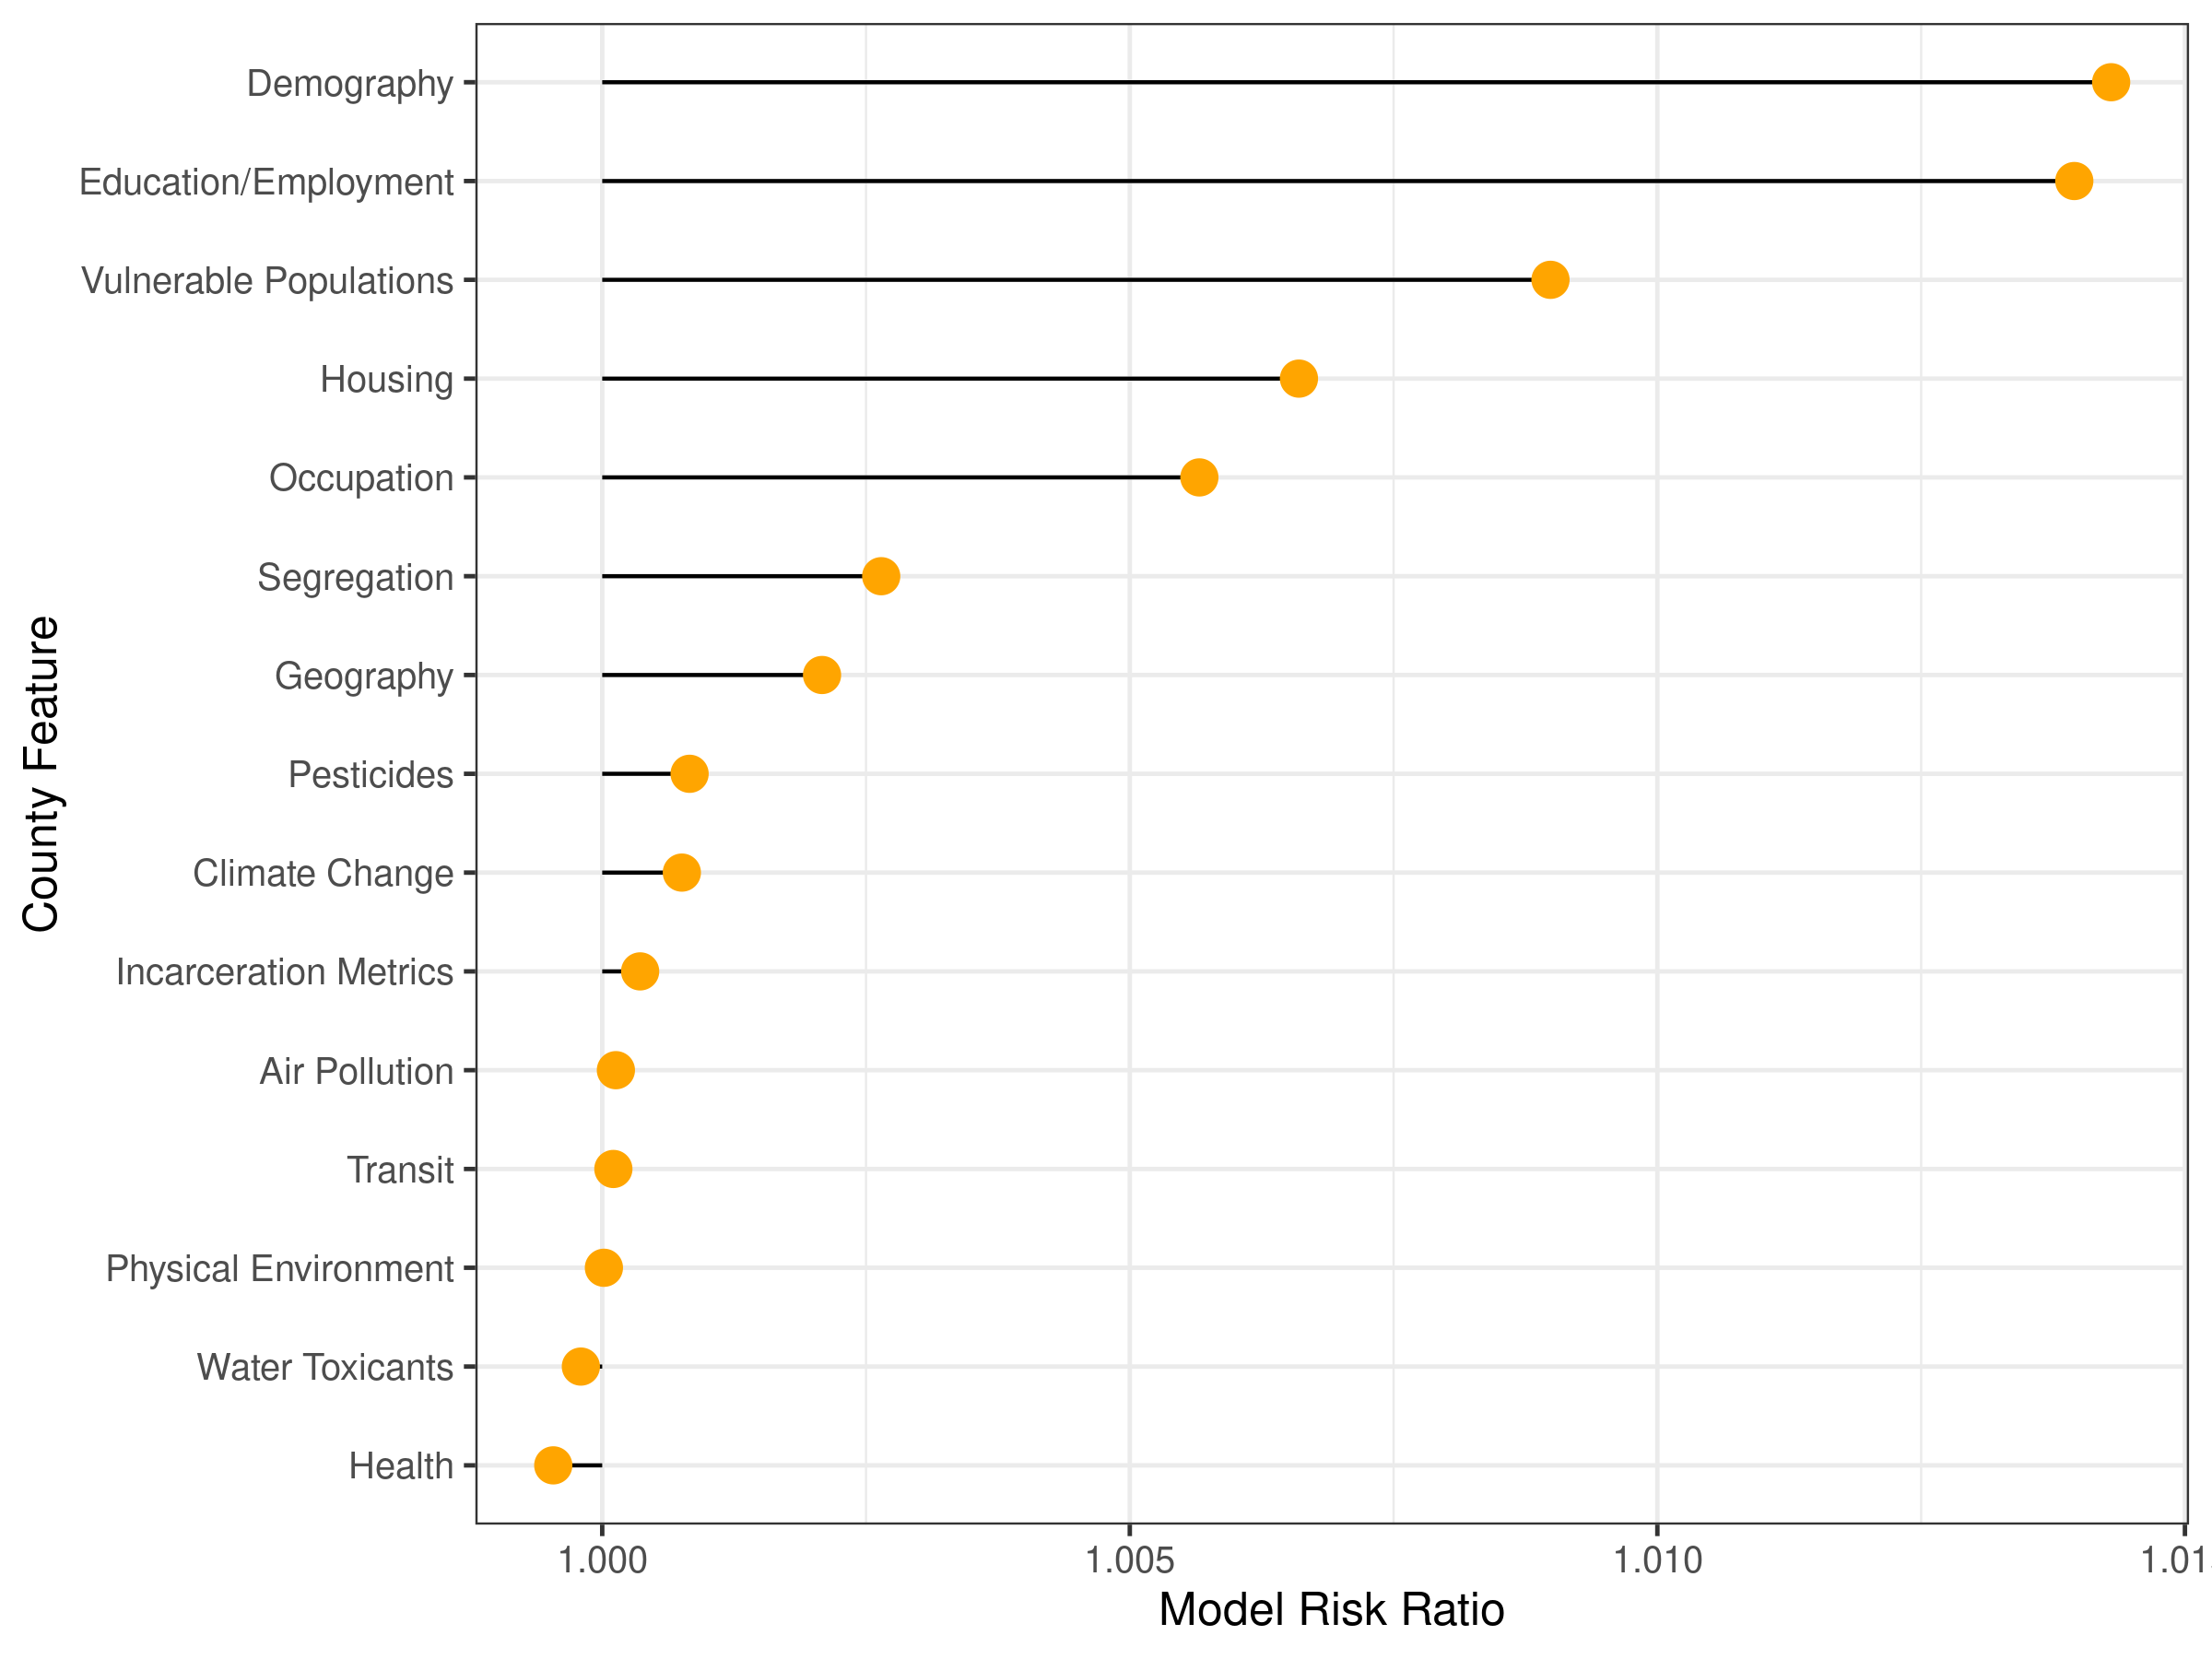 Demography
Education/Employment
Vulnerable Populations
Housing
Occupation
Segregation
Geography
Pesticides
Climate Change
Incarceration Metrics
Air Pollution
Transit
Physical Environment
Water Toxicants
Health
County Feature
1.000 1.005 1.010 1.01
Model Risk Ratio